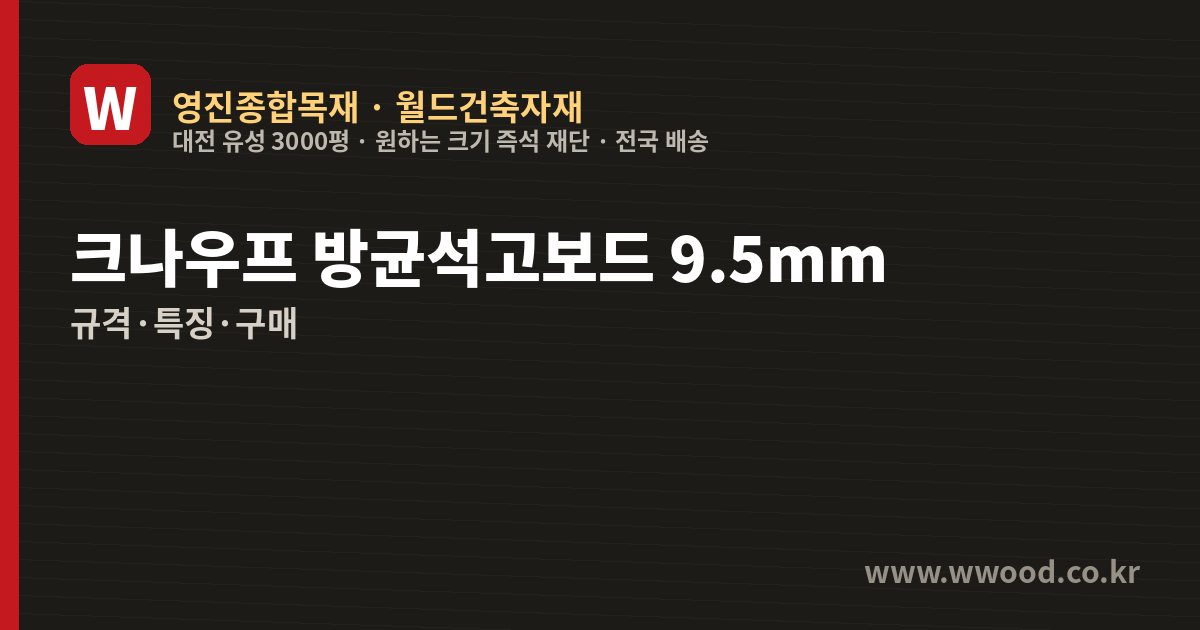 W
영진종합목재 · 월드건축자재
대전 유성 3000평 · 원하는 크기 즉석 재단 · 전국 배송
크나우프 방균석고보드 9.5mm
규격·특징·구매
www.wwood.co.kr